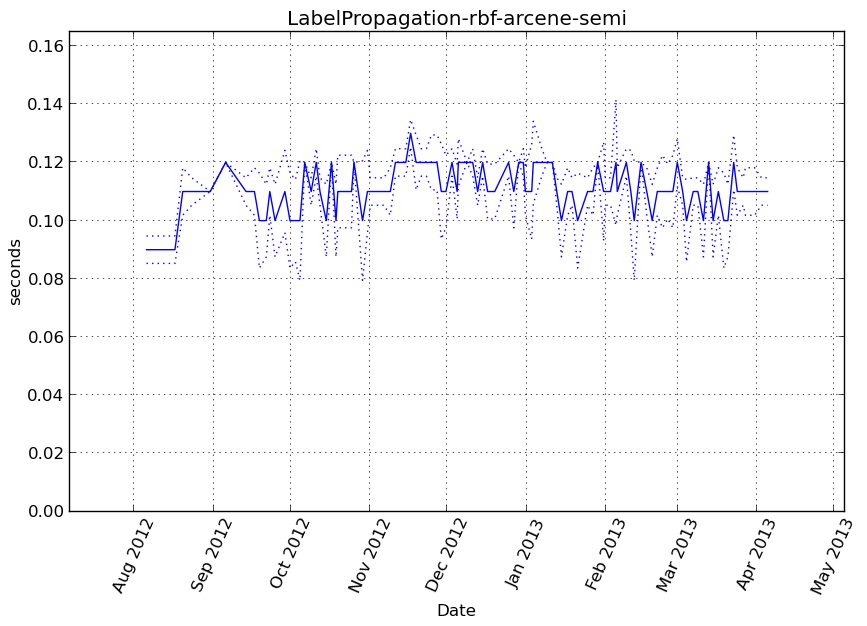 LabelPropagation-rbf-arcene-semi
0.16
0.14
0.12
0.10
0.08
0.06
0.04
0.02
0.00
seconds
Aug 2012
Sep 2012
Oct 2012
Nov 2012
Dec 2012
Jan 2013
Feb 2013
Mar 2013
Apr 2013
May 2013
Date